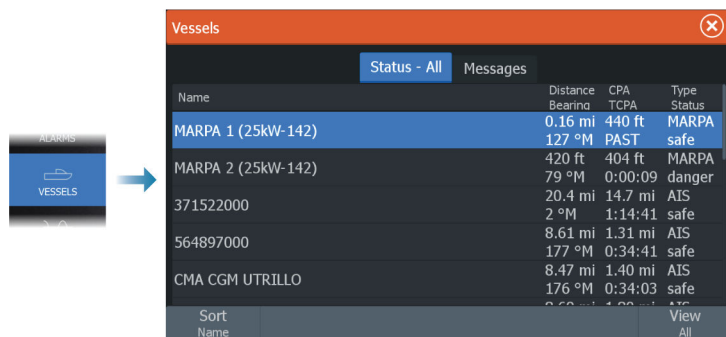 Vessels
Status - All Messages
Name Distance CPA Type
Bearing TCPA Status
MARPA 1 (25kW-142) 0.16 mi 440 ft MARPA
127 °M PAST safe
MARPA 2 (25kW-142) 420 ft 404 ft MARPA
79 °M 0:00:09 danger
371522000 20.4 mi 14.7 mi AIS
2 °M 1:14:41 safe
564897000 8.61 mi 1.31 mi AIS
177 °M 0:34:41 safe
CMA CGM UTRILLO 8.47 mi 1.40 mi AIS
176 °M 0:34:03 safe
Sort View
Name All
ALARMS
VESSELS